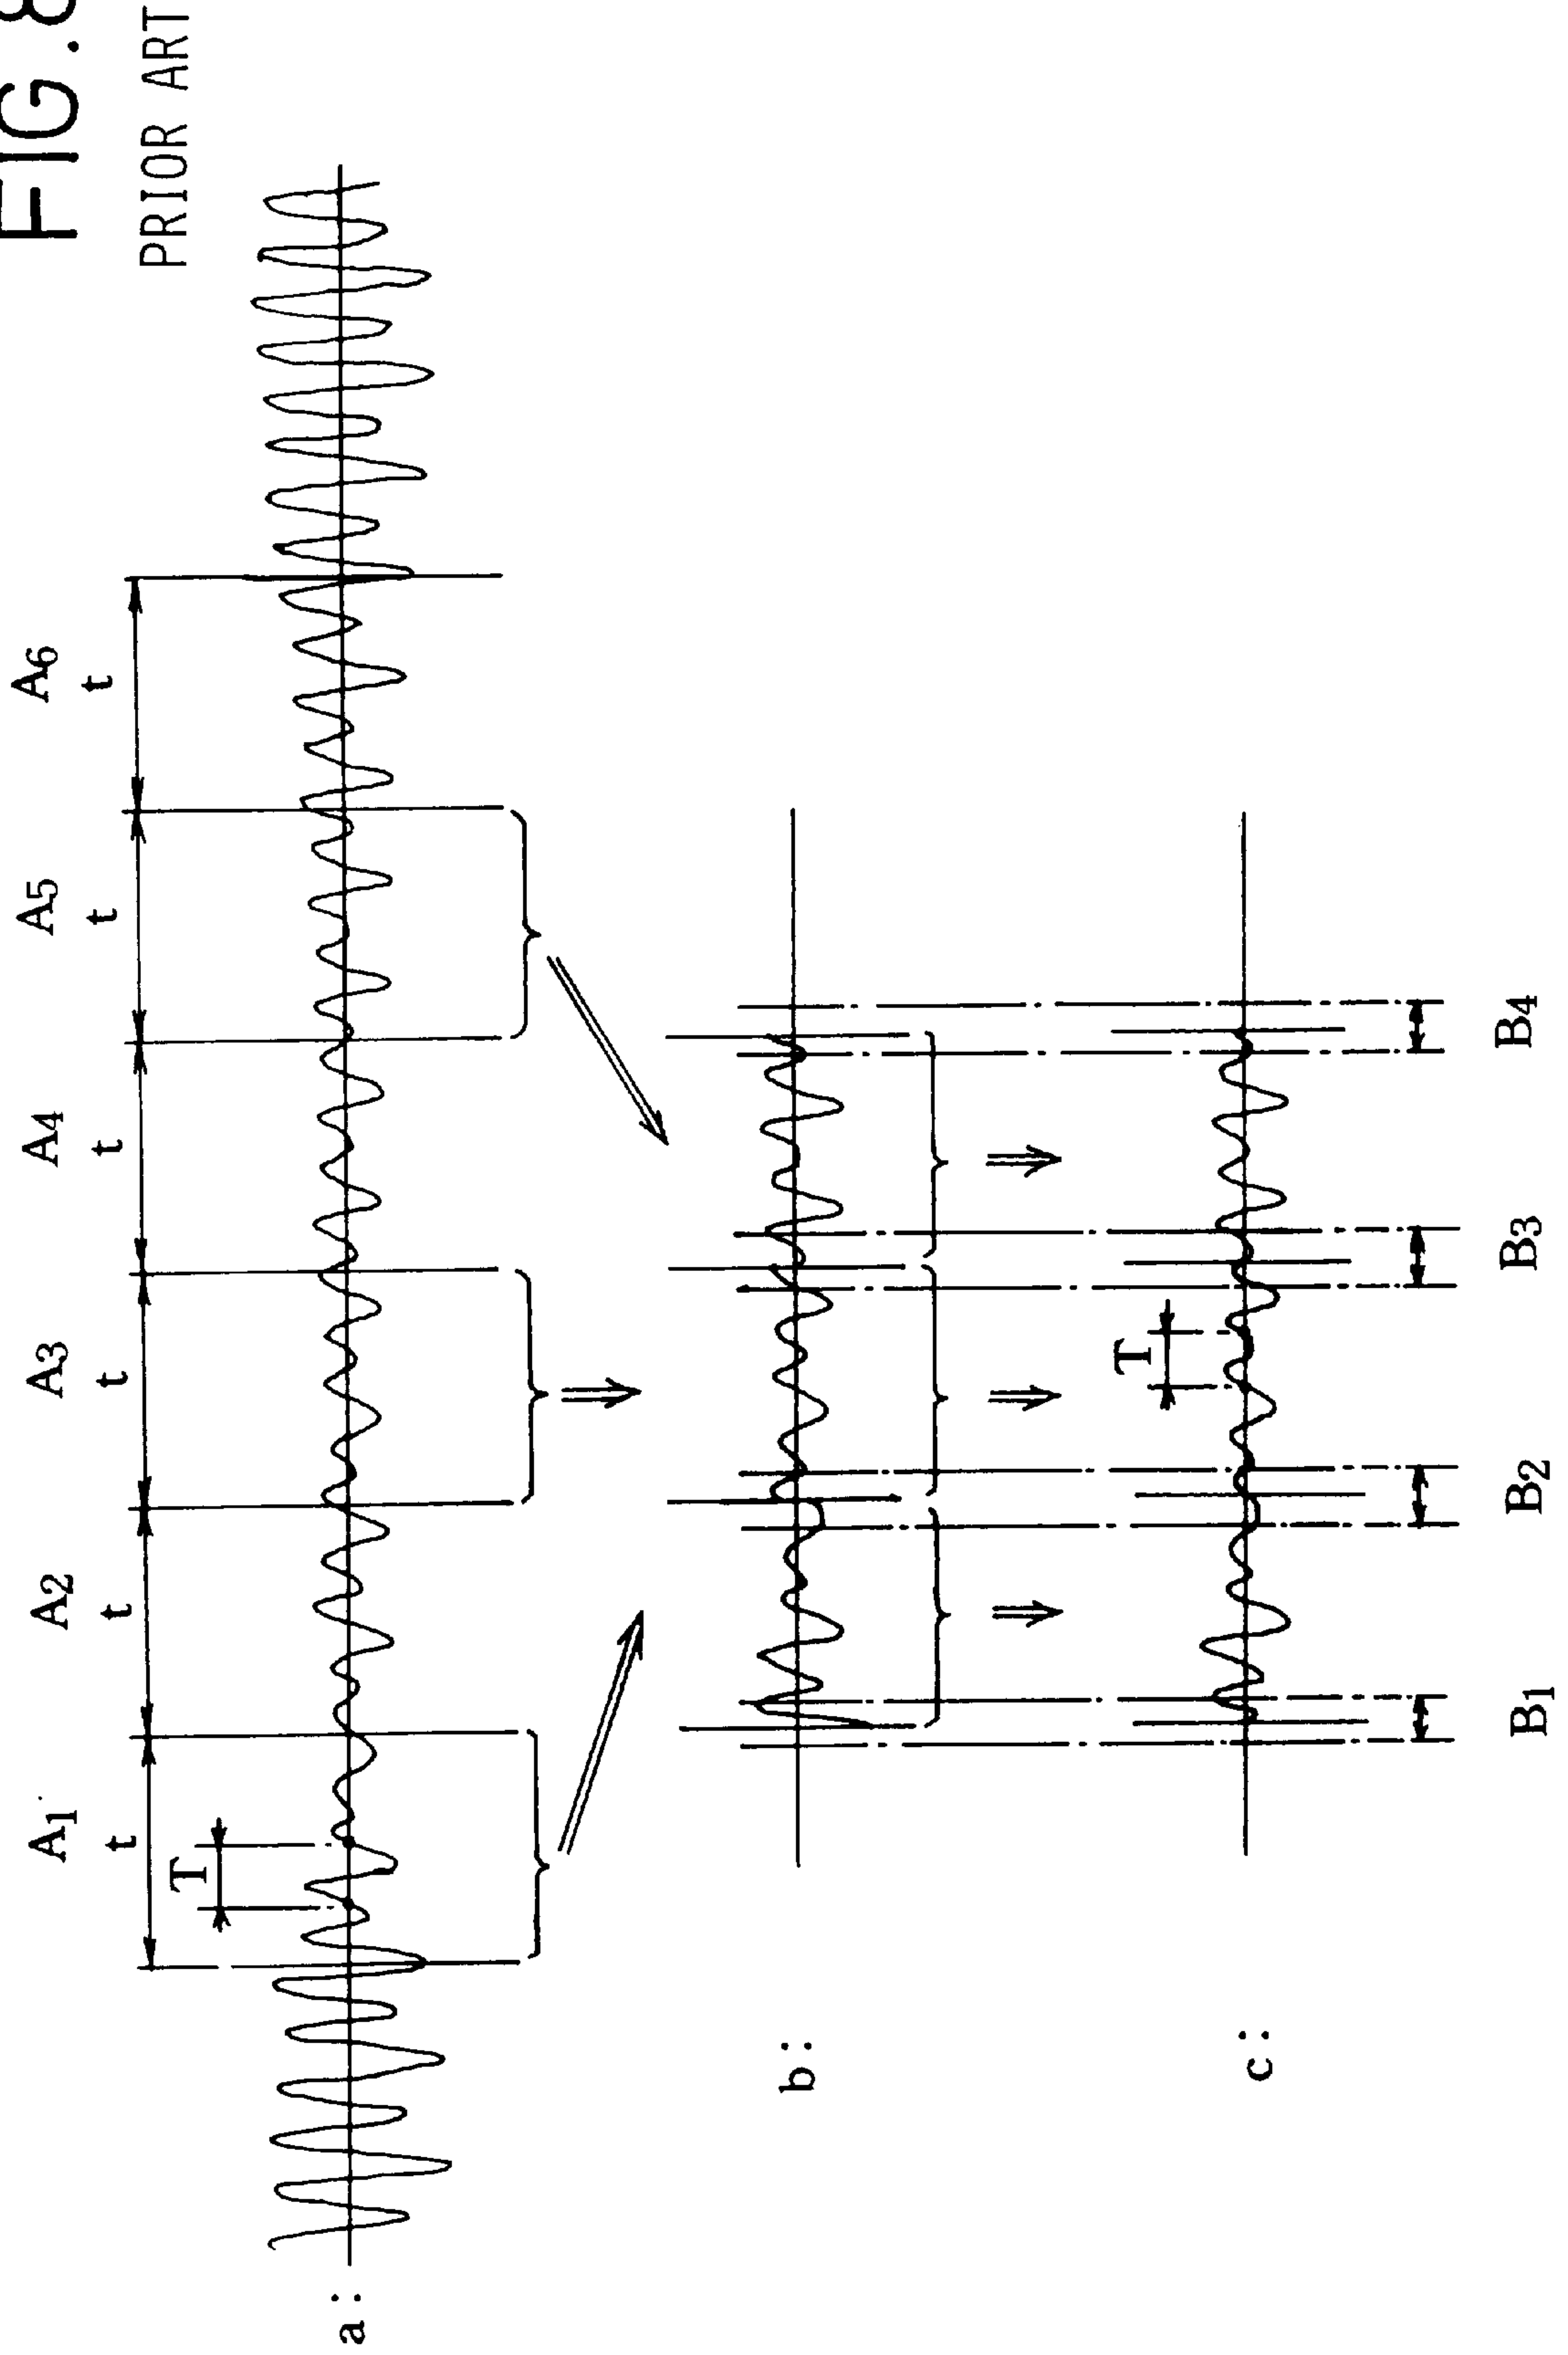 FIG.8
PRIOR ART
A1 A2 A3 A4 A5 A6
t t t t t t
T
a:
b:
T
c:
B1 B2 B3 B4